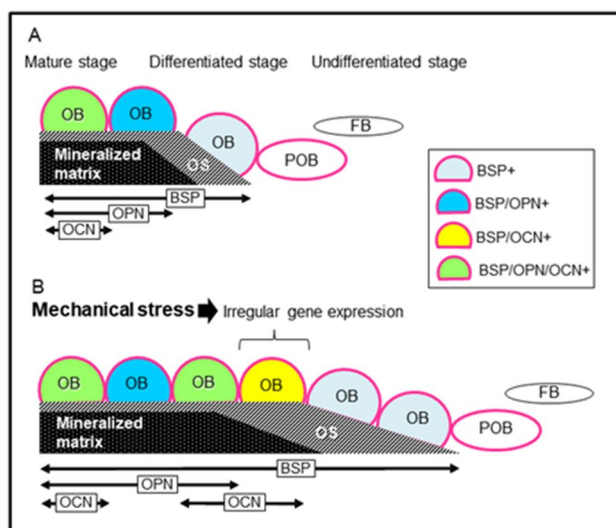 A
Mature stage Differentiated stage Undifferentiated stage
OB OB OB POB FB
Mineralized
matrix
OS
BSP
OPN
OCN
BSP+
BSP/OPN+
BSP/OCN+
BSP/OPN/OCN+
B
Mechanical stress Irregular gene expression
OB OB OB OB OB OB POB FB
Mineralized
matrix
OS
BSP
OPN
OCN OCN